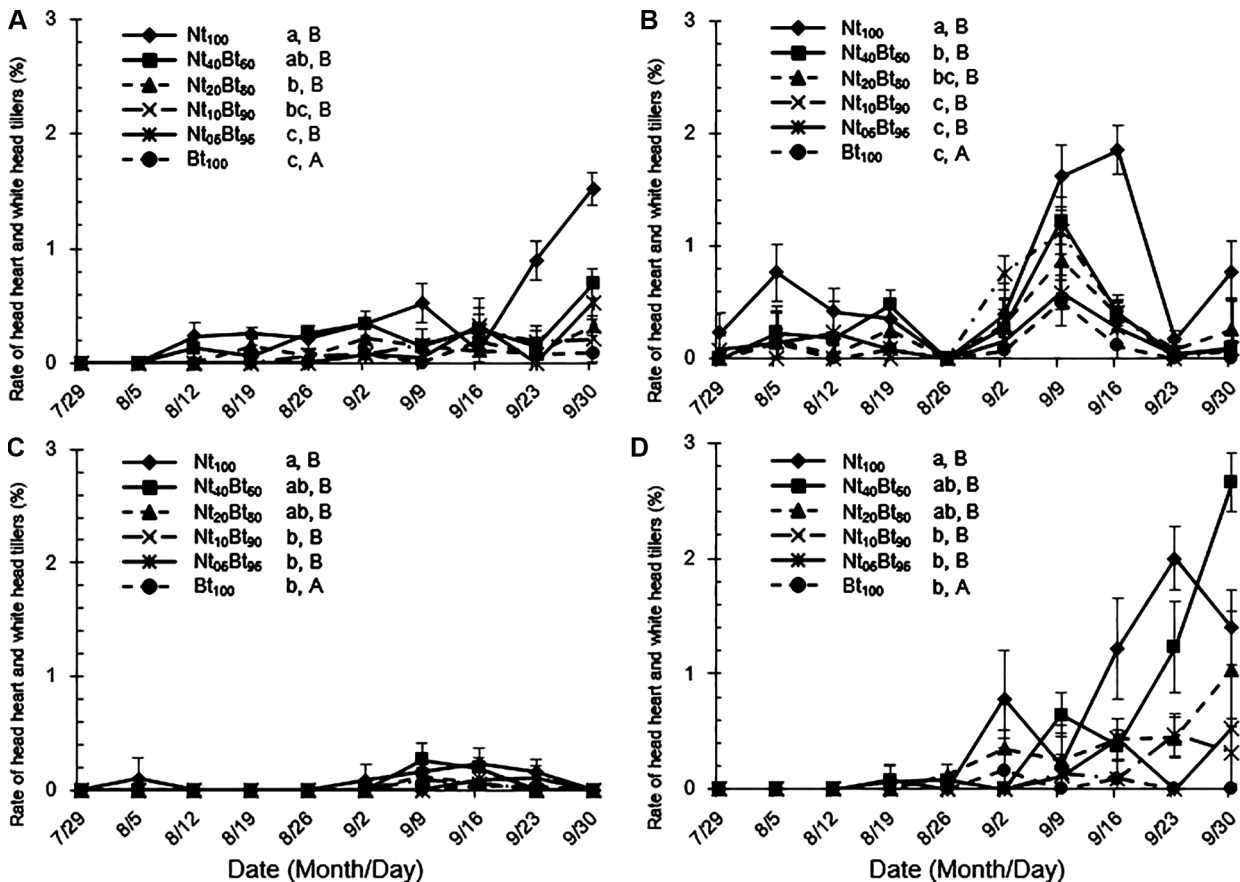 A
Rate of head heart and white head tillers (%)
3
2
1
0
Nt100 a, B
Nt40Bt60 ab, B
Nt20Bt80 b, B
Nt10Bt90 bc, B
Nt05Bt95 c, B
Bt100 c, A
7/29 8/5 8/12 8/19 8/26 9/2 9/9 9/16 9/23 9/30
B
Rate of head heart and white head tillers (%)
3
2
1
0
Nt100 a, B
Nt40Bt60 b, B
Nt20Bt80 bc, B
Nt10Bt90 c, B
Nt05Bt95 c, B
Bt100 c, A
7/29 8/5 8/12 8/19 8/26 9/2 9/9 9/16 9/23 9/30
C
Rate of head heart and white head tillers (%)
3
2
1
0
Nt100 a, B
Nt40Bt60 ab, B
Nt20Bt80 ab, B
Nt10Bt90 b, B
Nt05Bt95 b, B
Bt100 b, A
7/29 8/5 8/12 8/19 8/26 9/2 9/9 9/16 9/23 9/30
Date (Month/Day)
D
Rate of head heart and white head tillers (%)
3
2
1
0
Nt100 a, B
Nt40Bt60 ab, B
Nt20Bt80 ab, B
Nt10Bt90 b, B
Nt05Bt95 b, B
Bt100 b, A
7/29 8/5 8/12 8/19 8/26 9/2 9/9 9/16 9/23 9/30
Date (Month/Day)